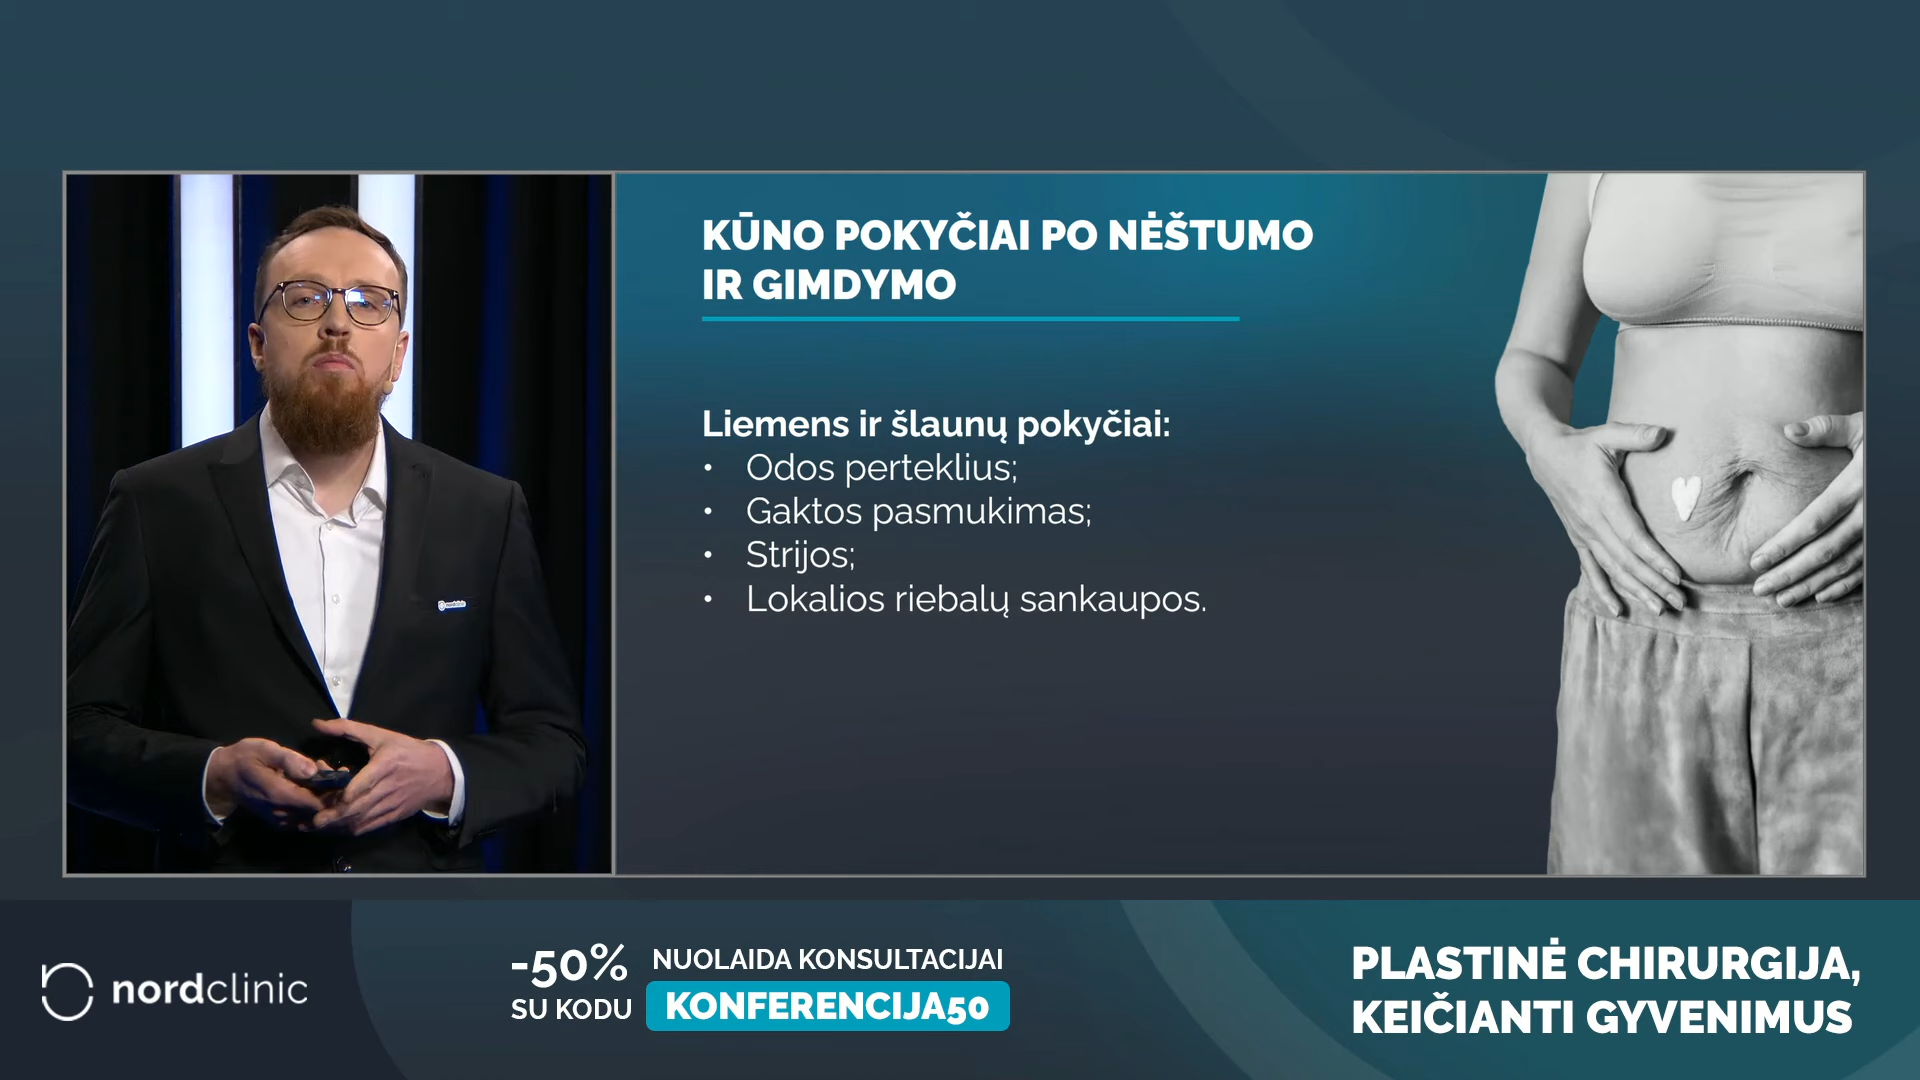 KŪNO POKYČIAI PO NĖŠTUMO
IR GIMDYMO
Liemens ir šlaunų pokyčiai:
• Odos perteklius;
• Gaktos pasmukimas;
• Strijos;
• Lokalios riebalų sankaupos.
nordclinic
nordclinic
-50% NUOLAIDA KONSULTACIJAI
SU KODU KONFERENCIJA50
PLASTINĖ CHIRURGIJA,
KEIČIANTI GYVENIMUS